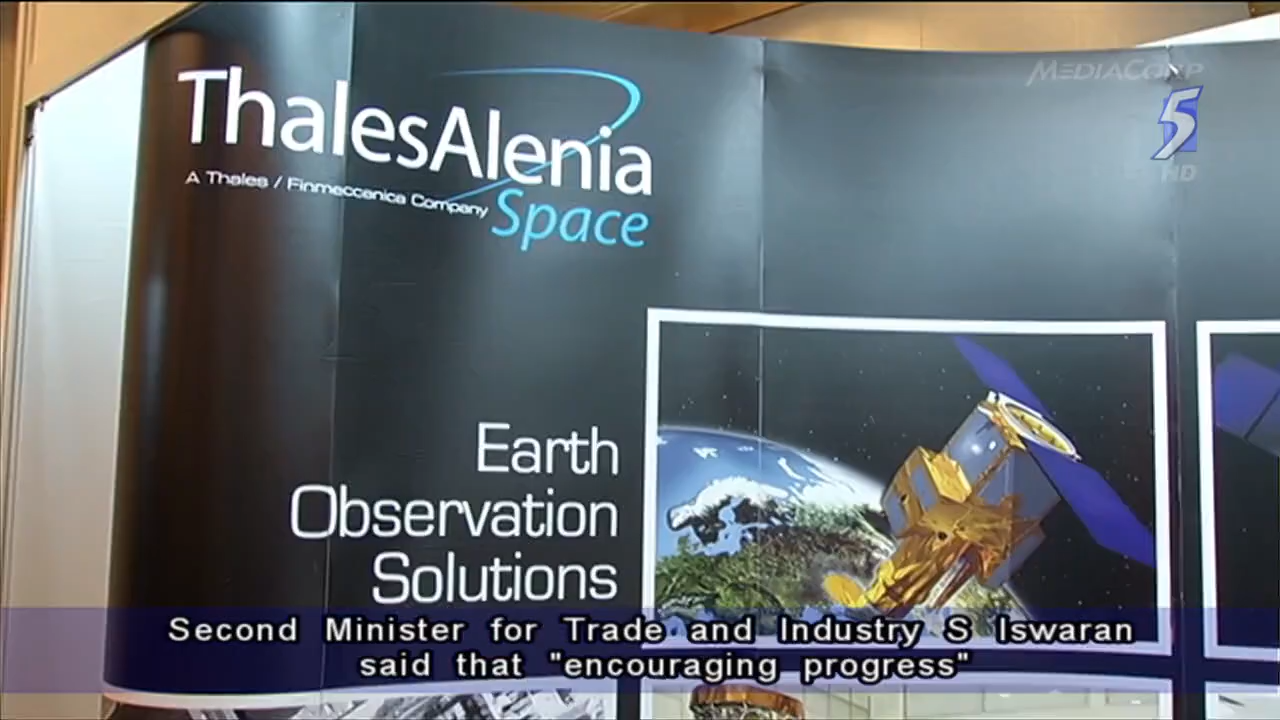 ThalesAlenia
A Thales / Finmeccanica Company
Space
MEDIACORP
5
HD
Earth
Observation
Solutions
Second Minister for Trade and Industry S Iswaran
said that "encouraging progress"